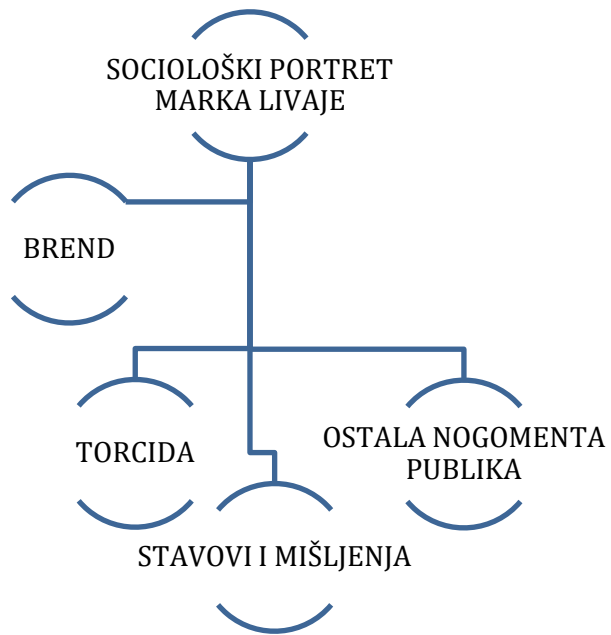 SOCIOLOŠKI PORTRET
MARKA LIVAJE
BREND
TORCIDA
OSTALA NOGOMENTA
PUBLIKA
STAVOVI I MIŠLJENJA